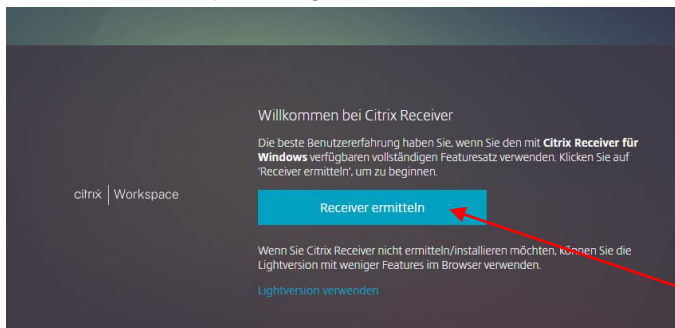 Willkommen bei Citrix Receiver
Die beste Benutzererfahrung haben Sie, wenn Sie den mit Citrix Receiver für
Windows verfügbaren vollständigen Featuresatz verwenden. Klicken Sie auf
'Receiver ermitteln', um zu beginnen.
citrix | Workspace
Receiver ermitteln
Wenn Sie Citrix Receiver nicht ermitteln/installieren möchten, können Sie die
Lightversion mit weniger Features im Browser verwenden.
Lightversion verwenden